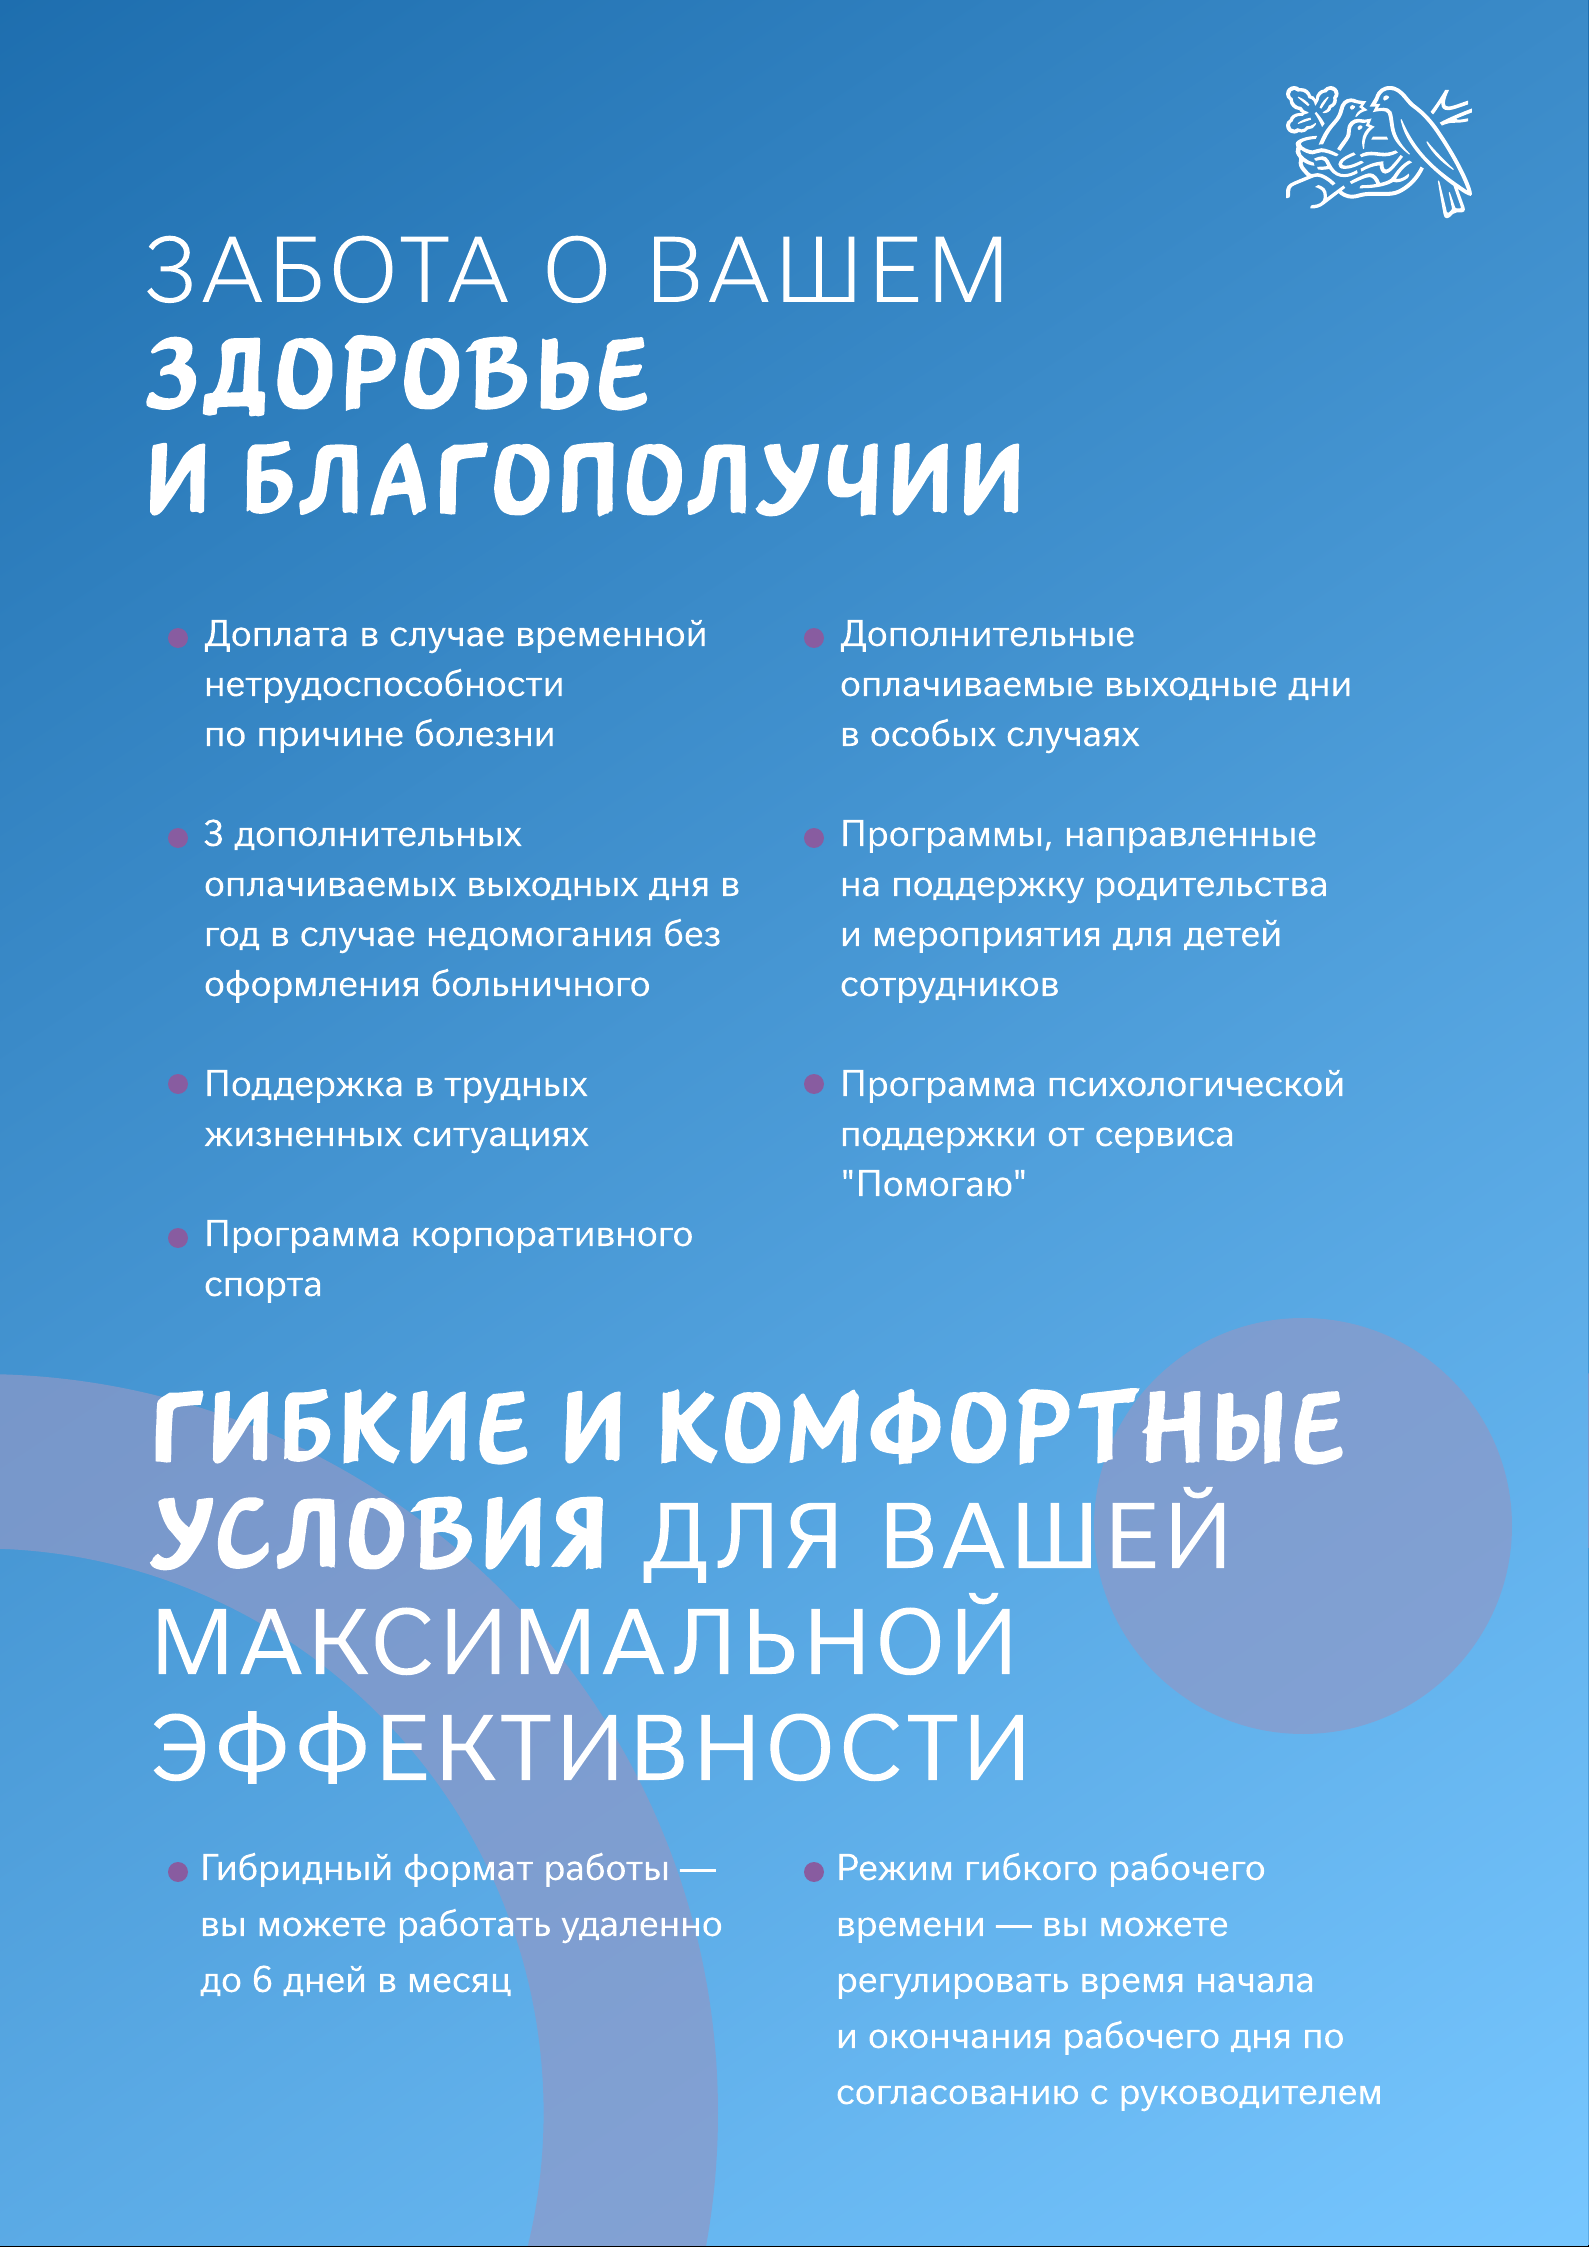 ЗАБОТА О ВАШЕМ
ЗДОРОВЬЕ
И БЛАГОПОЛУЧИИ
Доплата в случае временной
нетрудоспособности
по причине болезни
3 дополнительных
оплачиваемых выходных дня в
год в случае недомогания без
оформления больничного
Поддержка в трудных
жизненных ситуациях
Программа корпоративного
спорта
Дополнительные
оплачиваемые выходные дни
в особых случаях
Программы, направленные
на поддержку родительства
и мероприятия для детей
сотрудников
Программа психологической
поддержки от сервиса
"Помогаю"
ГИБКИЕ И КОМФОРТНЫЕ
УСЛОВИЯ ДЛЯ ВАШЕЙ
МАКСИМАЛЬНОЙ
ЭФФЕКТИВНОСТИ
Гибридный формат работы —
вы можете работать удаленно
до 6 дней в месяц
Режим гибкого рабочего
времени — вы можете
регулировать время начала
и окончания рабочего дня по
согласованию с руководителем